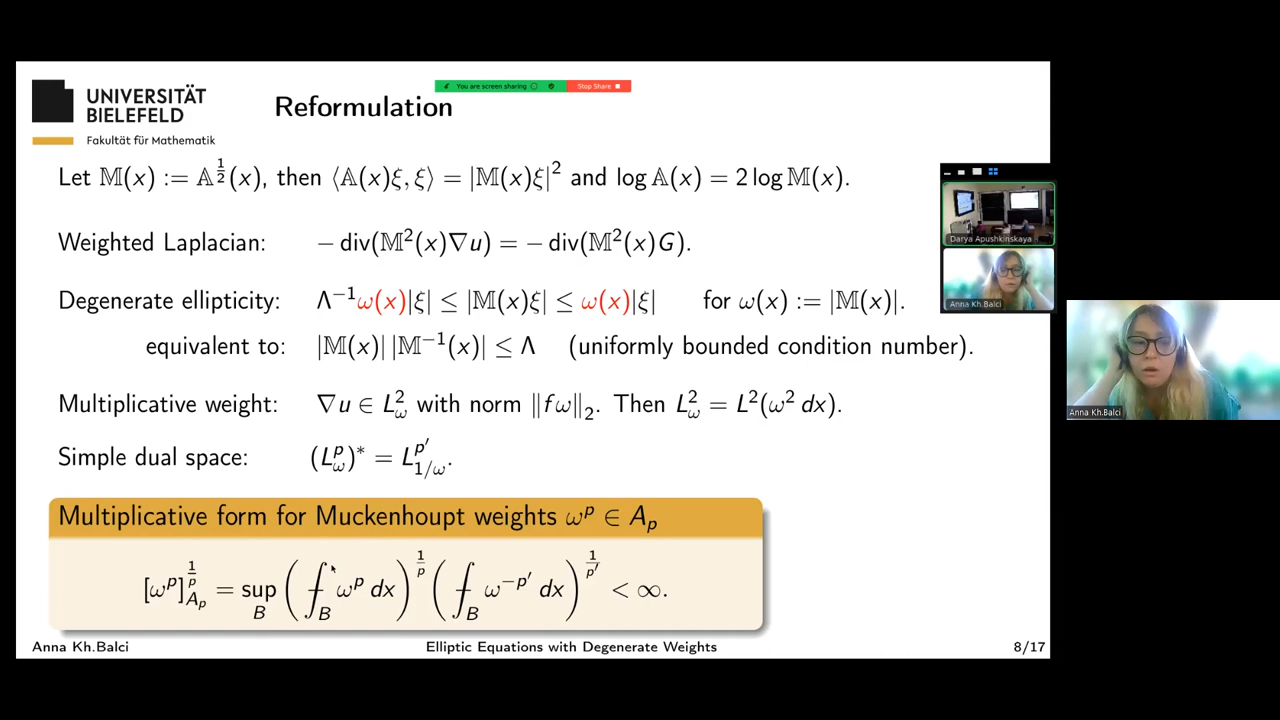 You are screen sharing
Stop Share
UNIVERSITÄT
BIELEFELD
Fakultät für Mathematik
Reformulation
Let 𝕄(x) := 𝔸^{1/2}(x), then ⟨𝔸(x)ξ, ξ⟩ = |𝕄(x)ξ|² and log 𝔸(x) = 2 log 𝕄(x).
Weighted Laplacian: − div(𝕄²(x)∇u) = − div(𝕄²(x)G).
Degenerate ellipticity: Λ⁻¹ω(x)|ξ| ≤ |𝕄(x)ξ| ≤ ω(x)|ξ| for ω(x) := |𝕄(x)|.
equivalent to: |𝕄(x)| |𝕄⁻¹(x)| ≤ Λ (uniformly bounded condition number).
Multiplicative weight: ∇u ∈ L²_ω with norm ‖fω‖₂. Then L²_ω = L²(ω² dx).
Simple dual space: (L^p_ω)* = L^{p′}_{1/ω}.
Multiplicative form for Muckenhoupt weights ω^p ∈ A_p
[ω^p]^{1/p}_{A_p} = sup_B (⨍_B ω^p dx)^{1/p} (⨍_B ω^{−p′} dx)^{1/p′} < ∞.
Anna Kh.Balci
Elliptic Equations with Degenerate Weights
8/17
Darya Apushkinskaya
Anna Kh.Balci
Anna Kh.Balci